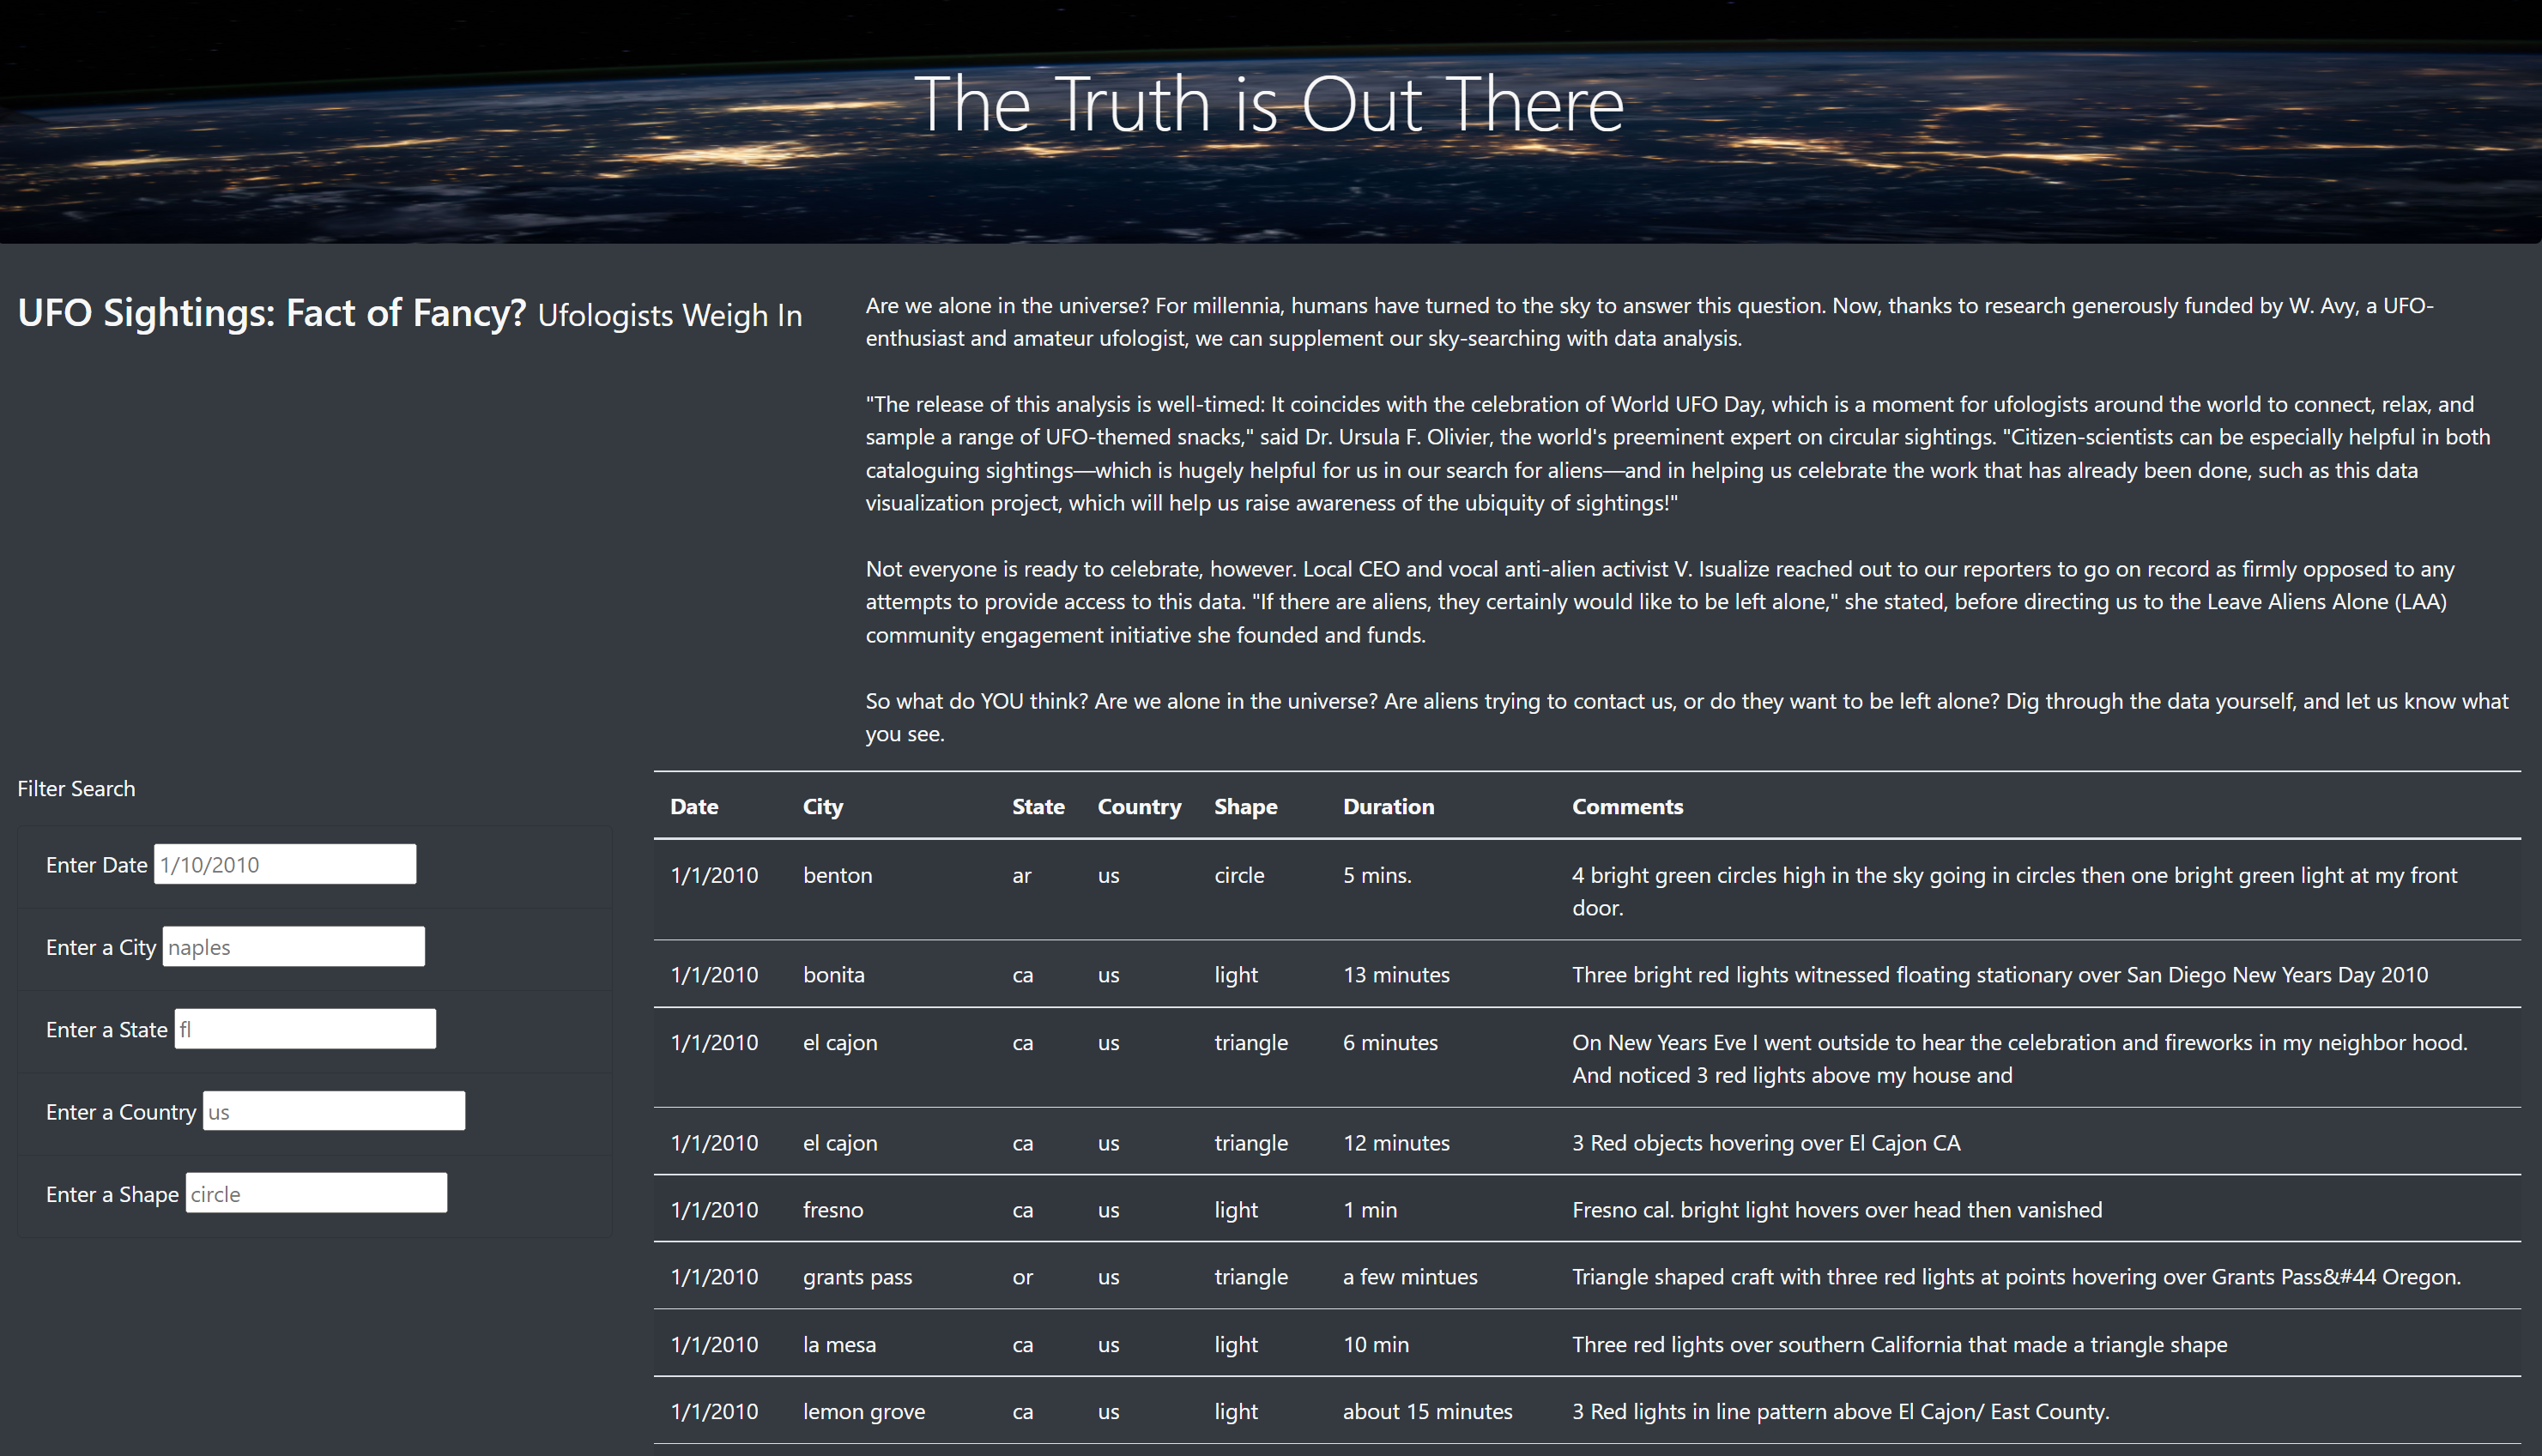 The Truth is Out There
UFO Sightings: Fact of Fancy? Ufologists Weigh In
Are we alone in the universe? For millennia, humans have turned to the sky to answer this question. Now, thanks to research generously funded by W. Avy, a UFO-
enthusiast and amateur ufologist, we can supplement our sky-searching with data analysis.
"The release of this analysis is well-timed: It coincides with the celebration of World UFO Day, which is a moment for ufologists around the world to connect, relax, and
sample a range of UFO-themed snacks," said Dr. Ursula F. Olivier, the world's preeminent expert on circular sightings. "Citizen-scientists can be especially helpful in both
cataloguing sightings—which is hugely helpful for us in our search for aliens—and in helping us celebrate the work that has already been done, such as this data
visualization project, which will help us raise awareness of the ubiquity of sightings!"
Not everyone is ready to celebrate, however. Local CEO and vocal anti-alien activist V. Isualize reached out to our reporters to go on record as firmly opposed to any
attempts to provide access to this data. "If there are aliens, they certainly would like to be left alone," she stated, before directing us to the Leave Aliens Alone (LAA)
community engagement initiative she founded and funds.
So what do YOU think? Are we alone in the universe? Are aliens trying to contact us, or do they want to be left alone? Dig through the data yourself, and let us know what
you see.
Filter Search
Enter Date 1/10/2010
Enter a City naples
Enter a State fl
Enter a Country us
Enter a Shape circle
Date City State Country Shape Duration Comments
1/1/2010 benton ar us circle 5 mins. 4 bright green circles high in the sky going in circles then one bright green light at my front
door.
1/1/2010 bonita ca us light 13 minutes Three bright red lights witnessed floating stationary over San Diego New Years Day 2010
1/1/2010 el cajon ca us triangle 6 minutes On New Years Eve I went outside to hear the celebration and fireworks in my neighbor hood.
And noticed 3 red lights above my house and
1/1/2010 el cajon ca us triangle 12 minutes 3 Red objects hovering over El Cajon CA
1/1/2010 fresno ca us light 1 min Fresno cal. bright light hovers over head then vanished
1/1/2010 grants pass or us triangle a few mintues Triangle shaped craft with three red lights at points hovering over Grants Pass&#44 Oregon.
1/1/2010 la mesa ca us light 10 min Three red lights over southern California that made a triangle shape
1/1/2010 lemon grove ca us light about 15 minutes 3 Red lights in line pattern above El Cajon/ East County.